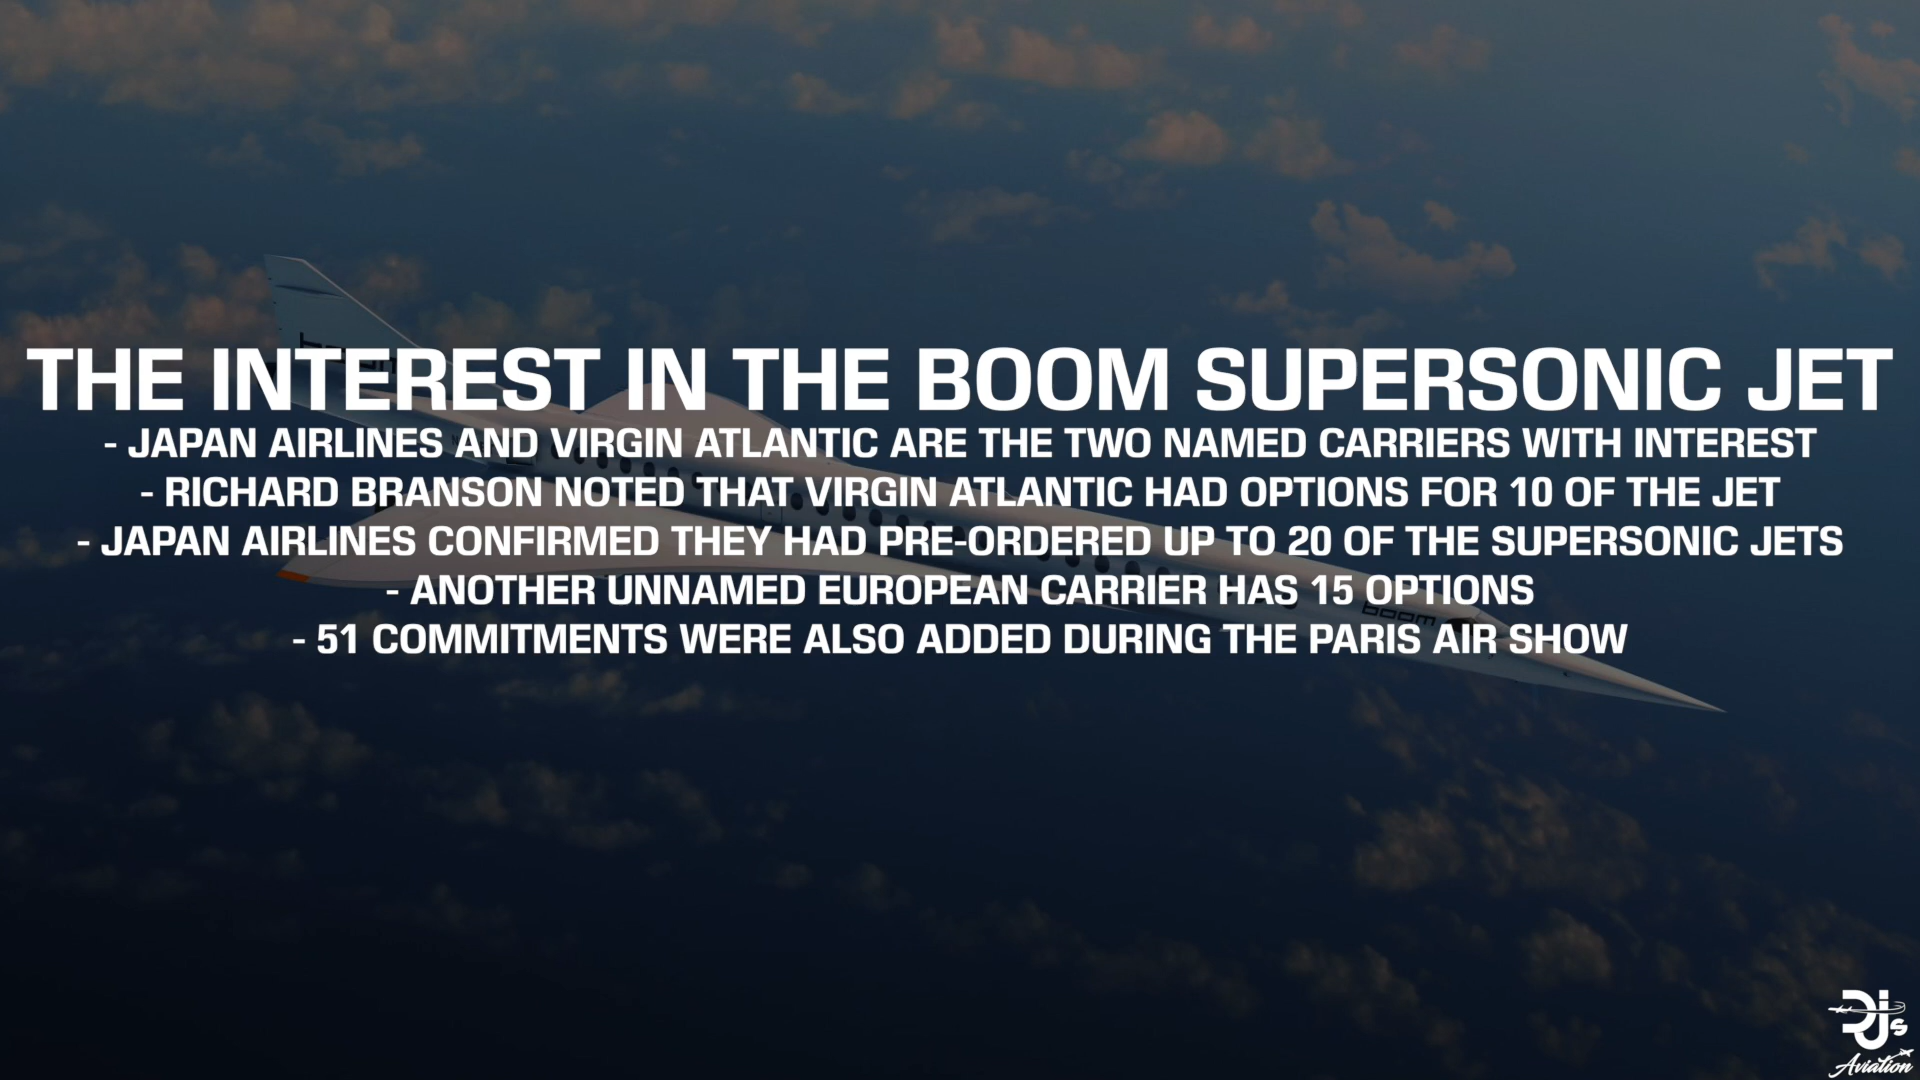 boom
THE INTEREST IN THE BOOM SUPERSONIC JET
- JAPAN AIRLINES AND VIRGIN ATLANTIC ARE THE TWO NAMED CARRIERS WITH INTEREST
- RICHARD BRANSON NOTED THAT VIRGIN ATLANTIC HAD OPTIONS FOR 10 OF THE JET
- JAPAN AIRLINES CONFIRMED THEY HAD PRE-ORDERED UP TO 20 OF THE SUPERSONIC JETS
- ANOTHER UNNAMED EUROPEAN CARRIER HAS 15 OPTIONS
boom
- 51 COMMITMENTS WERE ALSO ADDED DURING THE PARIS AIR SHOW
DJs
Aviation